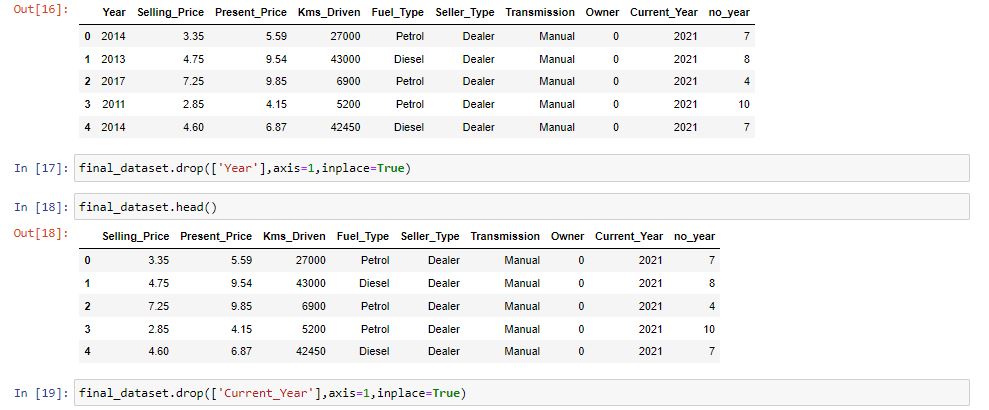 Out[16]:
Year Selling_Price Present_Price Kms_Driven Fuel_Type Seller_Type Transmission Owner Current_Year no_year
0 2014 3.35 5.59 27000 Petrol Dealer Manual 0 2021 7
1 2013 4.75 9.54 43000 Diesel Dealer Manual 0 2021 8
2 2017 7.25 9.85 6900 Petrol Dealer Manual 0 2021 4
3 2011 2.85 4.15 5200 Petrol Dealer Manual 0 2021 10
4 2014 4.60 6.87 42450 Diesel Dealer Manual 0 2021 7
In [17]: final_dataset.drop(['Year'],axis=1,inplace=True)
In [18]: final_dataset.head()
Out[18]:
Selling_Price Present_Price Kms_Driven Fuel_Type Seller_Type Transmission Owner Current_Year no_year
0 3.35 5.59 27000 Petrol Dealer Manual 0 2021 7
1 4.75 9.54 43000 Diesel Dealer Manual 0 2021 8
2 7.25 9.85 6900 Petrol Dealer Manual 0 2021 4
3 2.85 4.15 5200 Petrol Dealer Manual 0 2021 10
4 4.60 6.87 42450 Diesel Dealer Manual 0 2021 7
In [19]: final_dataset.drop(['Current_Year'],axis=1,inplace=True)